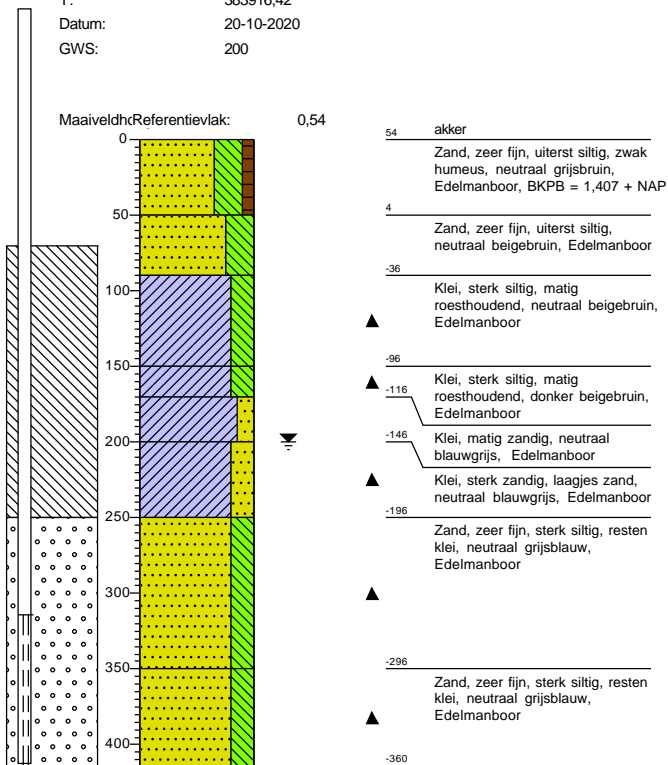 Datum: 20-10-2020
GWS: 200
MaaiveldhoReferentievlak: 0,54
0
50
100
150
200
250
300
350
400
54 akker
Zand, zeer fijn, uiterst siltig, zwak
humeus, neutraal grijsbruin,
Edelmanboor, BKPB = 1,407 + NAP
4
Zand, zeer fijn, uiterst siltig,
neutraal beigebruin, Edelmanboor
-36
Klei, sterk siltig, matig
roesthoudend, neutraal beigebruin,
Edelmanboor
-96
Klei, sterk siltig, matig
-116
roesthoudend, donker beigebruin,
Edelmanboor
-146
Klei, matig zandig, neutraal
blauwgrijs, Edelmanboor
Klei, sterk zandig, laagjes zand,
neutraal blauwgrijs, Edelmanboor
-196
Zand, zeer fijn, sterk siltig, resten
klei, neutraal grijsblauw,
Edelmanboor
-296
Zand, zeer fijn, sterk siltig, resten
klei, neutraal grijsblauw,
Edelmanboor
-360